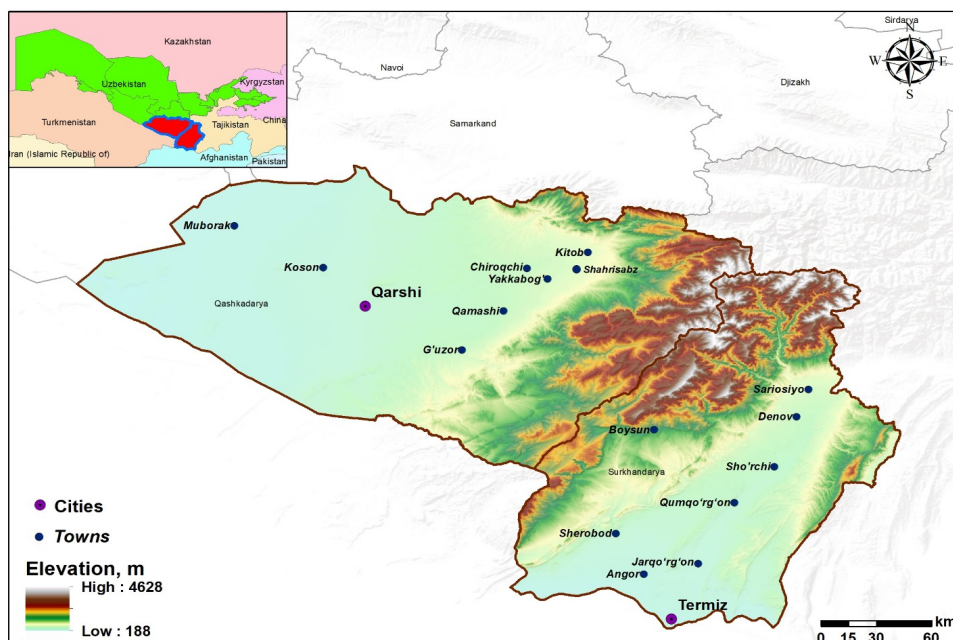 Kazakhstan
Uzbekistan
Kyrgyzstan
Turkmenistan
Tajikistan
China
Iran (Islamic Republic of)
Afghanistan
Pakistan
Sirdarya
Navoi
Djizakh
Samarkand
N
W
E
S
Muborak
Koson
Chiroqchi
Kitob
Shahrisabz
Yakkabog'
Qashkadarya
Qarshi
Qamashi
G'uzor
Sariosiyo
Denov
Boysun
Sho'rchi
Surkhandarya
Qumqo'rg'on
Sherobod
Jarqo'rg'on
Angor
Termiz
Cities
Towns
Elevation, m
High : 4628
Low : 188
km
0 15 30 60